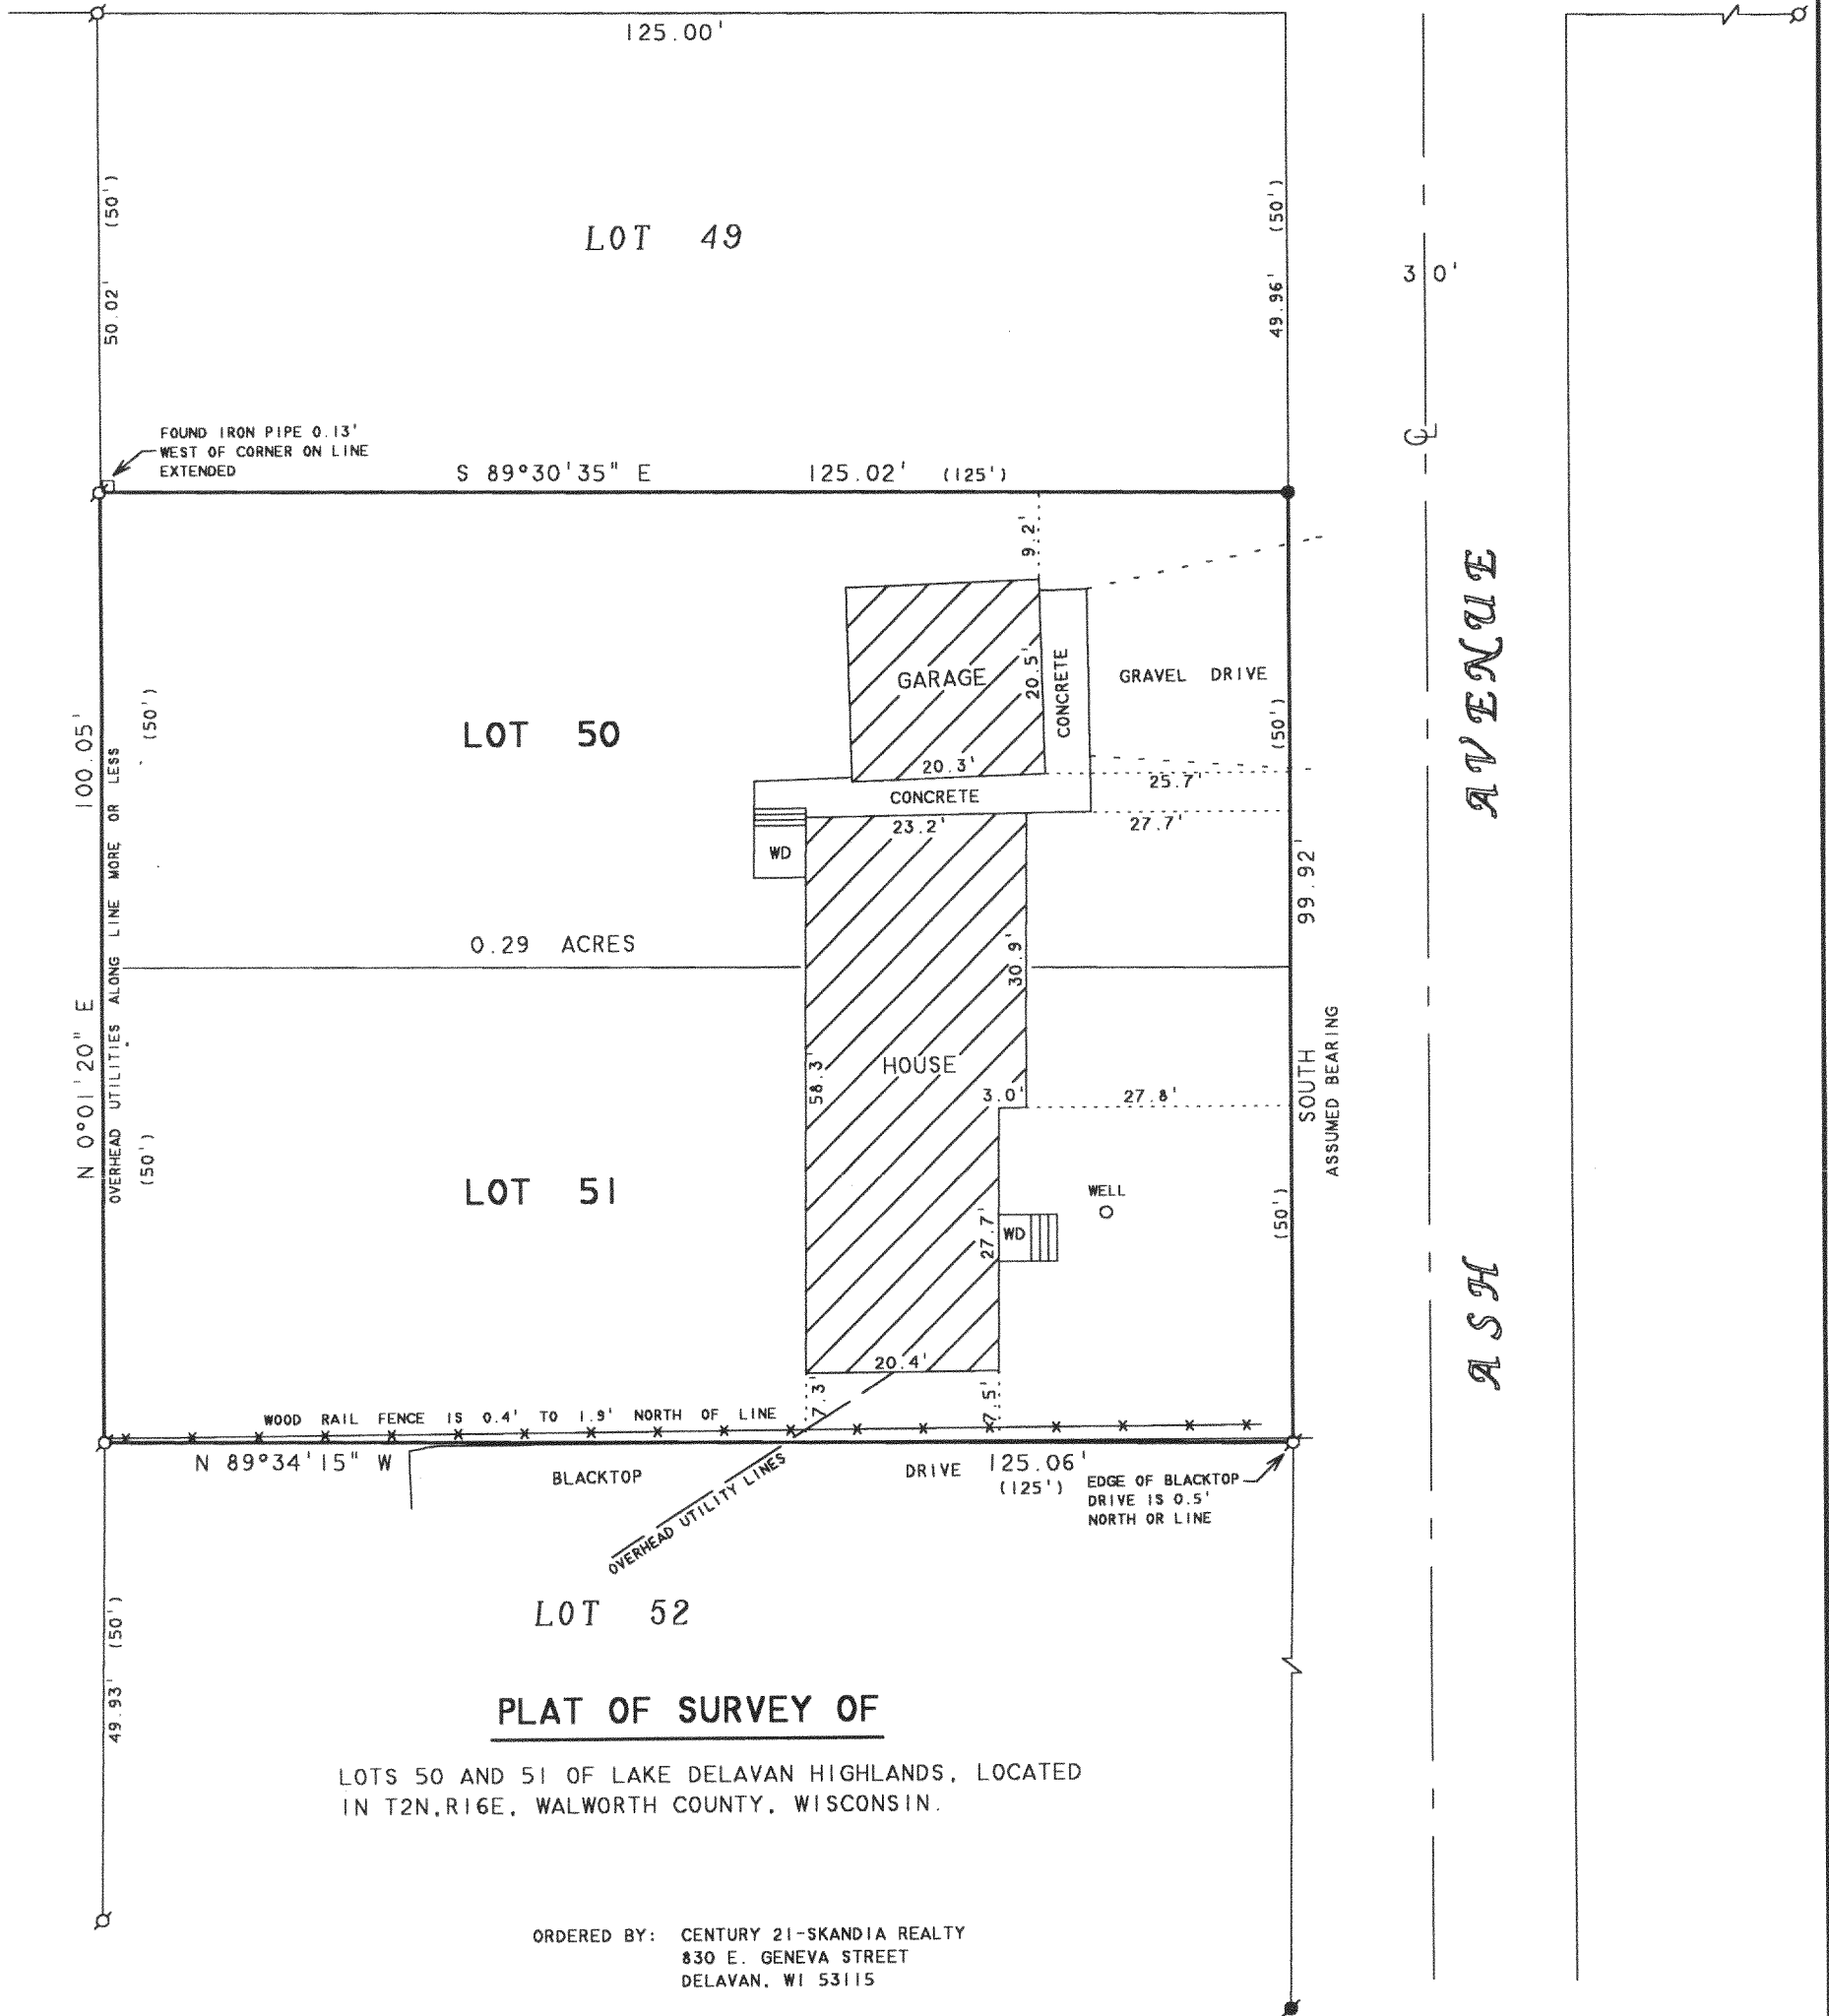 125.00'
LOT 49
50.02' (50')
49.96' (50')
30'
CL
FOUND IRON PIPE 0.13'
WEST OF CORNER ON LINE
EXTENDED
S 89°30'35" E 125.02' (125')
9.2'
GARAGE
20.5'
CONCRETE
GRAVEL DRIVE
AVENUE
LOT 50
(50')
(50')
20.3'
25.7'
CONCRETE
23.2'
27.7'
WD
N 0°01'20" E 100.05'
OVERHEAD UTILITIES ALONG LINE MORE OR LESS
0.29 ACRES
30.9'
SOUTH 99.92'
ASSUMED BEARING
HOUSE
58.3'
3.0'
27.8'
LOT 51
(50')
(50')
WELL
27.7'
WD
ASH
20.4'
7.3'
7.5'
WOOD RAIL FENCE IS 0.4' TO 1.9' NORTH OF LINE
N 89°34'15" W 125.06'
(125')
BLACKTOP DRIVE
EDGE OF BLACKTOP
DRIVE IS 0.5'
NORTH OR LINE
OVERHEAD UTILITY LINES
LOT 52
49.93' (50')
PLAT OF SURVEY OF
LOTS 50 AND 51 OF LAKE DELAVAN HIGHLANDS, LOCATED
IN T2N,R16E, WALWORTH COUNTY, WISCONSIN.
ORDERED BY: CENTURY 21-SKANDIA REALTY
830 E. GENEVA STREET
DELAVAN, WI 53115